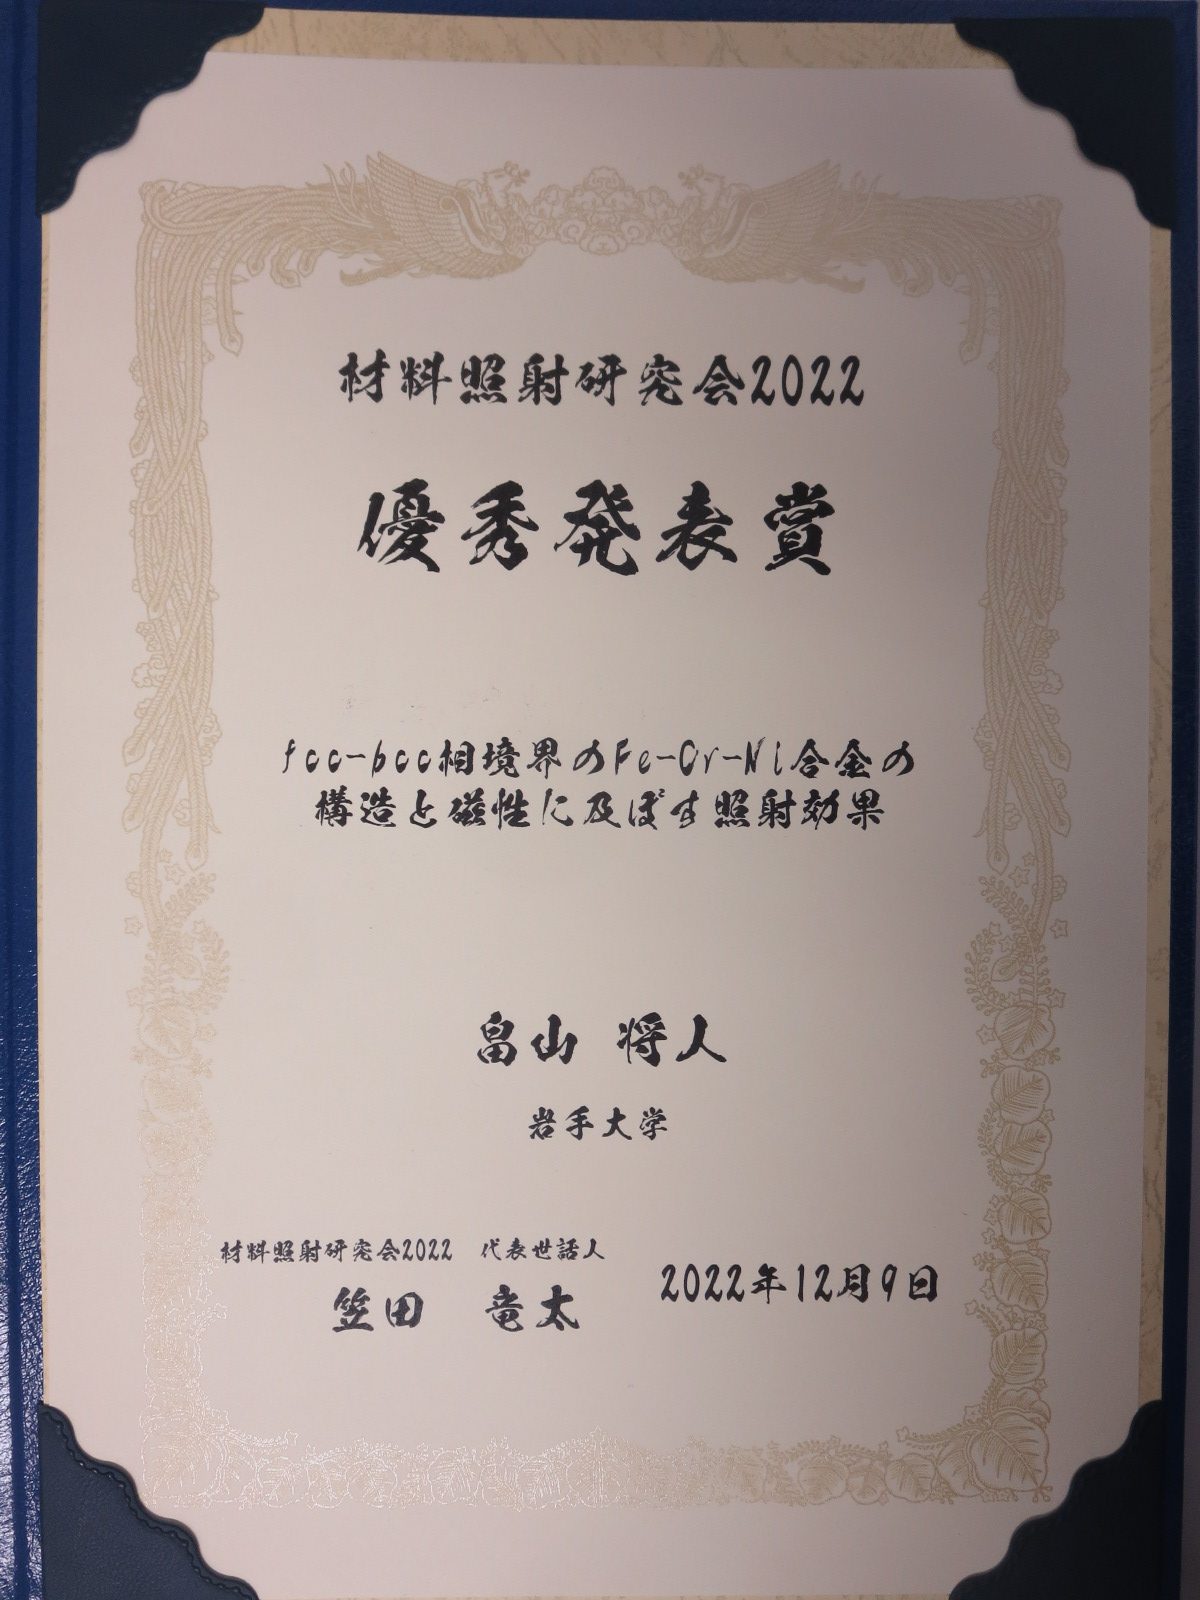 材料照射研究会2022
優秀発表賞
fcc-bcc相境界のFe-Cr-Ni合金の
構造と磁性に及ぼす照射効果
畠山 将人
岩手大学
材料照射研究会2022 代表世話人
笠田 竜太
2022年12月9日